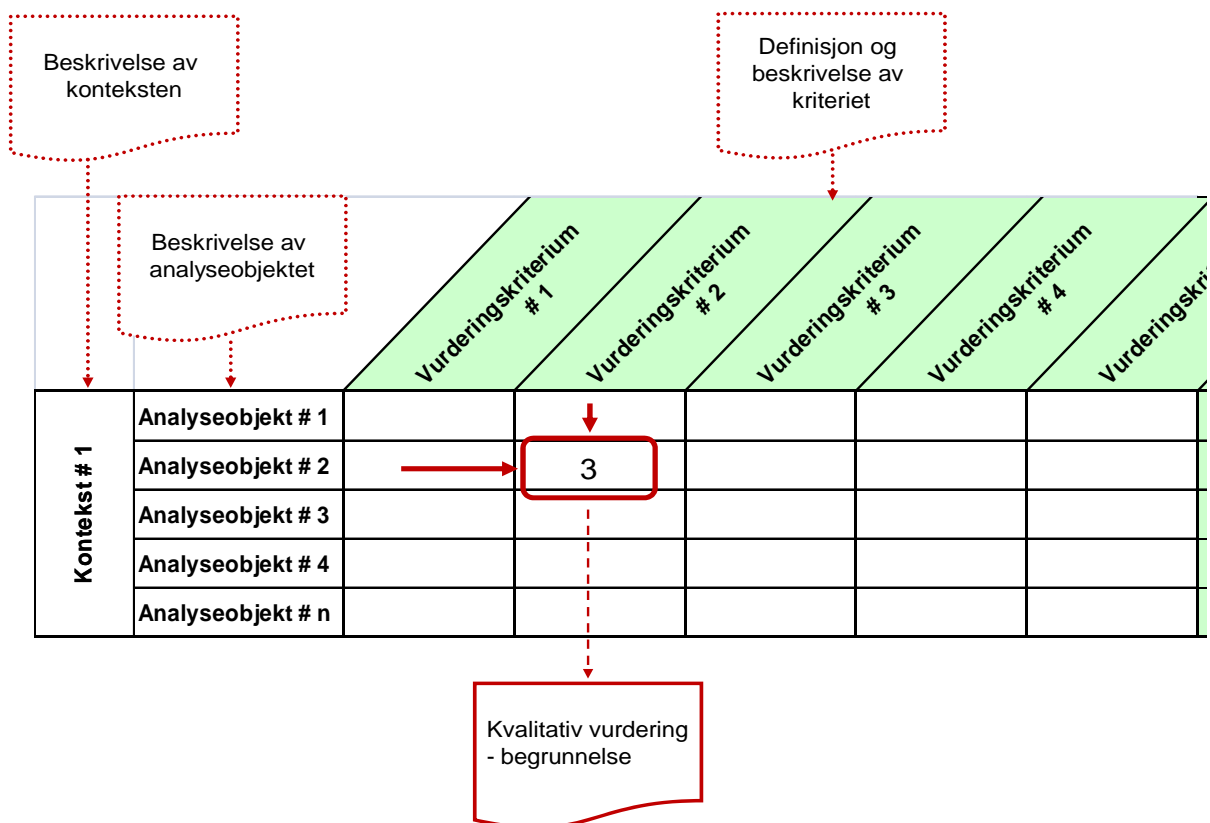 Beskrivelse av
konteksten
Definisjon og
beskrivelse av
kriteriet
Beskrivelse av
analyseobjektet
Vurderingskriterium
# 1
Vurderingskriterium
# 2
Vurderingskriterium
# 3
Vurderingskriterium
# 4
Vurderingskrit
Kontekst # 1
Analyseobjekt # 1
Analyseobjekt # 2
3
Analyseobjekt # 3
Analyseobjekt # 4
Analyseobjekt # n
Kvalitativ vurdering
- begrunnelse